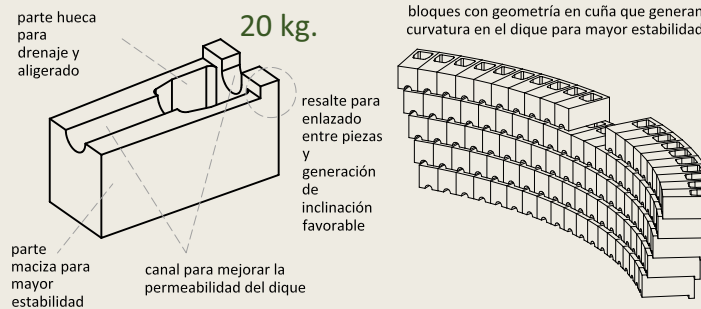 parte hueca
para
drenaje y
aligerado
20 kg.
resalte para
enlazado
entre piezas
y
generación
de
inclinación
favorable
parte
maciza para
mayor
estabilidad
canal para mejorar la
permeabilidad del dique
bloques con geometría en cuña que generan
curvatura en el dique para mayor estabilidad